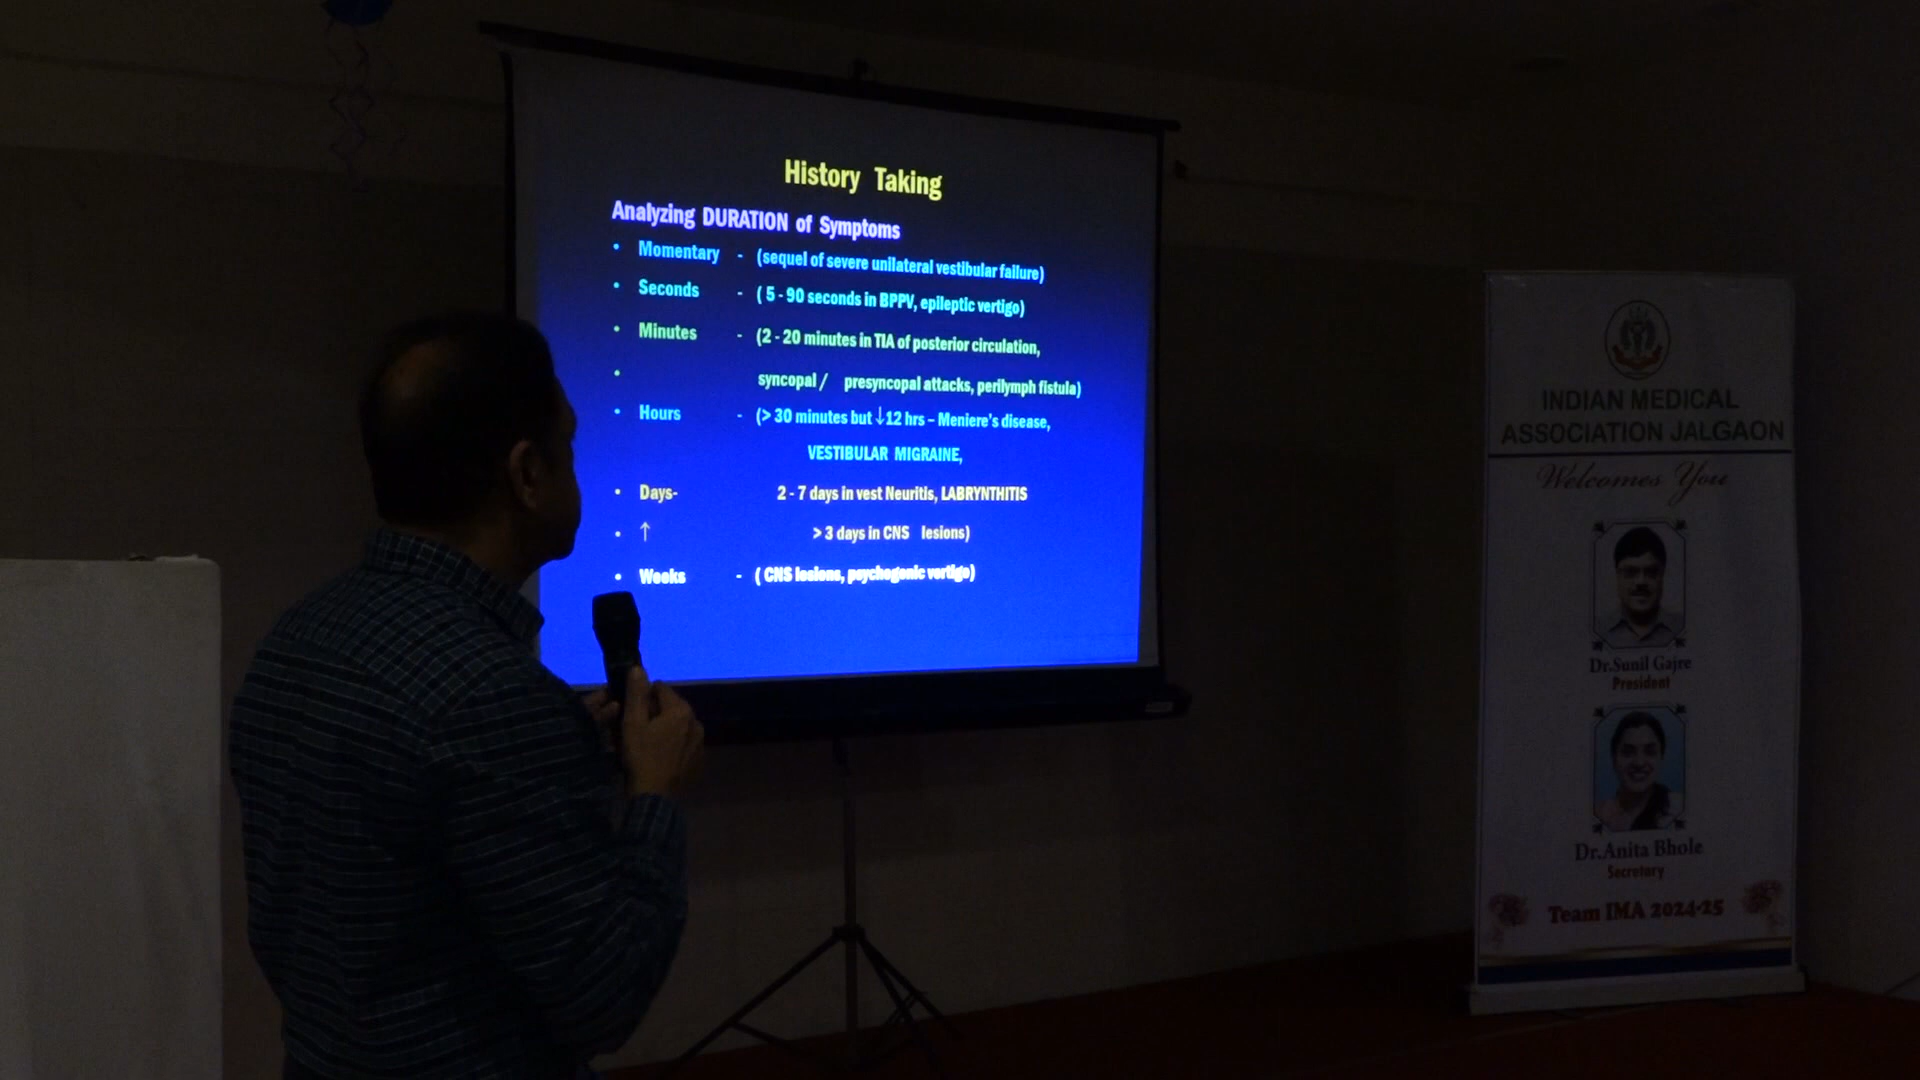 History Taking
Analyzing DURATION of Symptoms
• Momentary - (sequel of severe unilateral vestibular failure)
• Seconds - ( 5 - 90 seconds in BPPV, epileptic vertigo)
• Minutes - (2 - 20 minutes in TIA of posterior circulation,
• syncopal / presyncopal attacks, perilymph fistula)
• Hours - (> 30 minutes but ↓12 hrs – Meniere's disease,
VESTIBULAR MIGRAINE,
• Days- 2 - 7 days in vest Neuritis, LABRYNTHITIS
• ↑ > 3 days in CNS lesions)
• Weeks - ( CNS lesions, psychogenic vertigo)
INDIAN MEDICAL
ASSOCIATION JALGAON
Welcomes You
Dr.Sunil Gajre
President
Dr.Anita Bhole
Secretary
Team IMA 2024-25